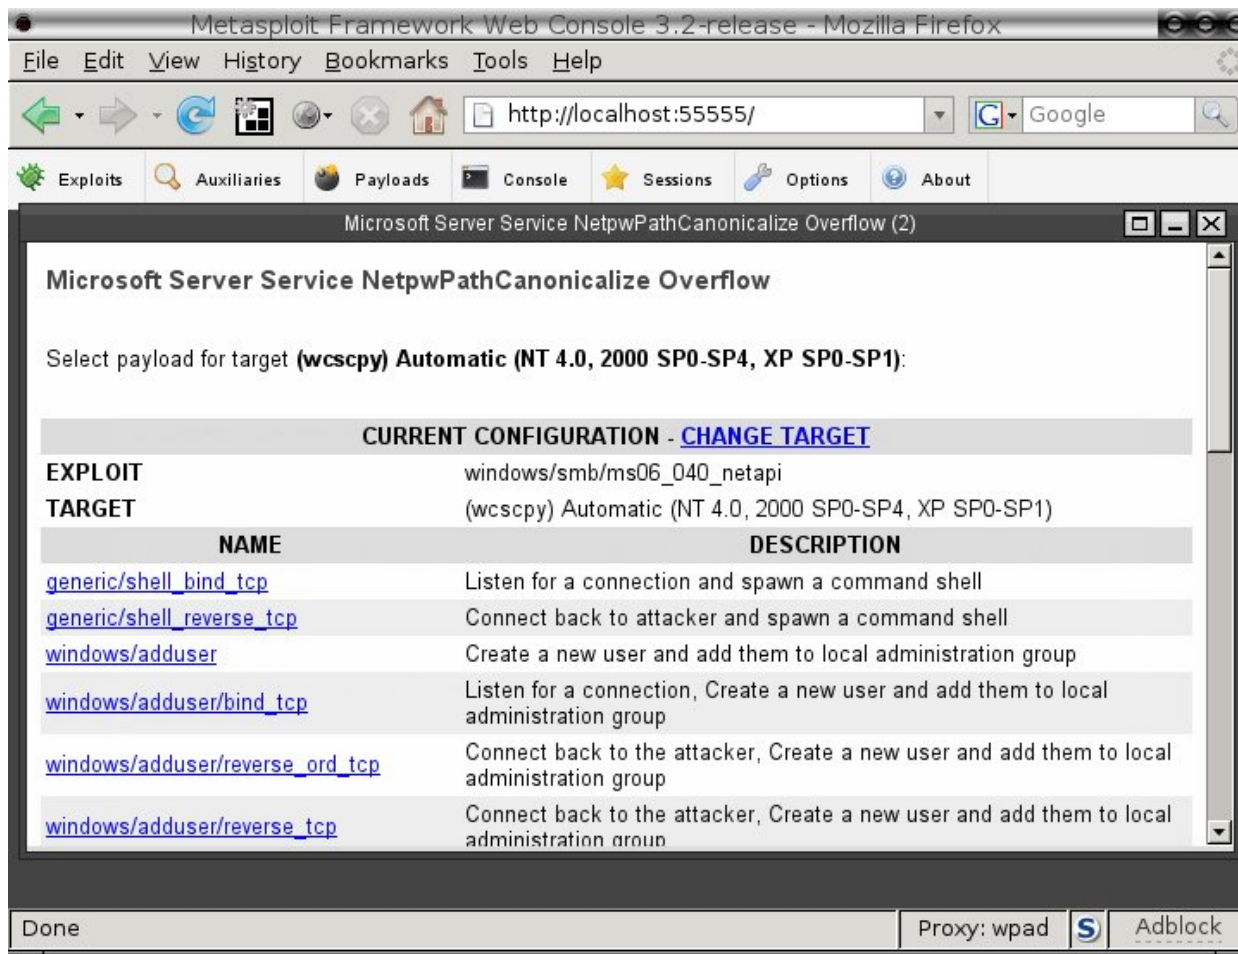 Metasploit Framework Web Console 3.2-release - Mozilla Firefox
File Edit View History Bookmarks Tools Help
http://localhost:55555/ G Google
Exploits Auxiliaries Payloads Console Sessions Options About
Microsoft Server Service NetpwPathCanonicalize Overflow (2)
Microsoft Server Service NetpwPathCanonicalize Overflow
Select payload for target (wcscpy) Automatic (NT 4.0, 2000 SP0-SP4, XP SP0-SP1):
CURRENT CONFIGURATION - CHANGE TARGET
EXPLOIT windows/smb/ms06_040_netapi
TARGET (wcscpy) Automatic (NT 4.0, 2000 SP0-SP4, XP SP0-SP1)
NAME DESCRIPTION
generic/shell_bind_tcp Listen for a connection and spawn a command shell
generic/shell_reverse_tcp Connect back to attacker and spawn a command shell
windows/adduser Create a new user and add them to local administration group
windows/adduser/bind_tcp Listen for a connection, Create a new user and add them to local
administration group
windows/adduser/reverse_ord_tcp Connect back to the attacker, Create a new user and add them to local
administration group
windows/adduser/reverse_tcp Connect back to the attacker, Create a new user and add them to local
administration group
Done Proxy: wpad S Adblock